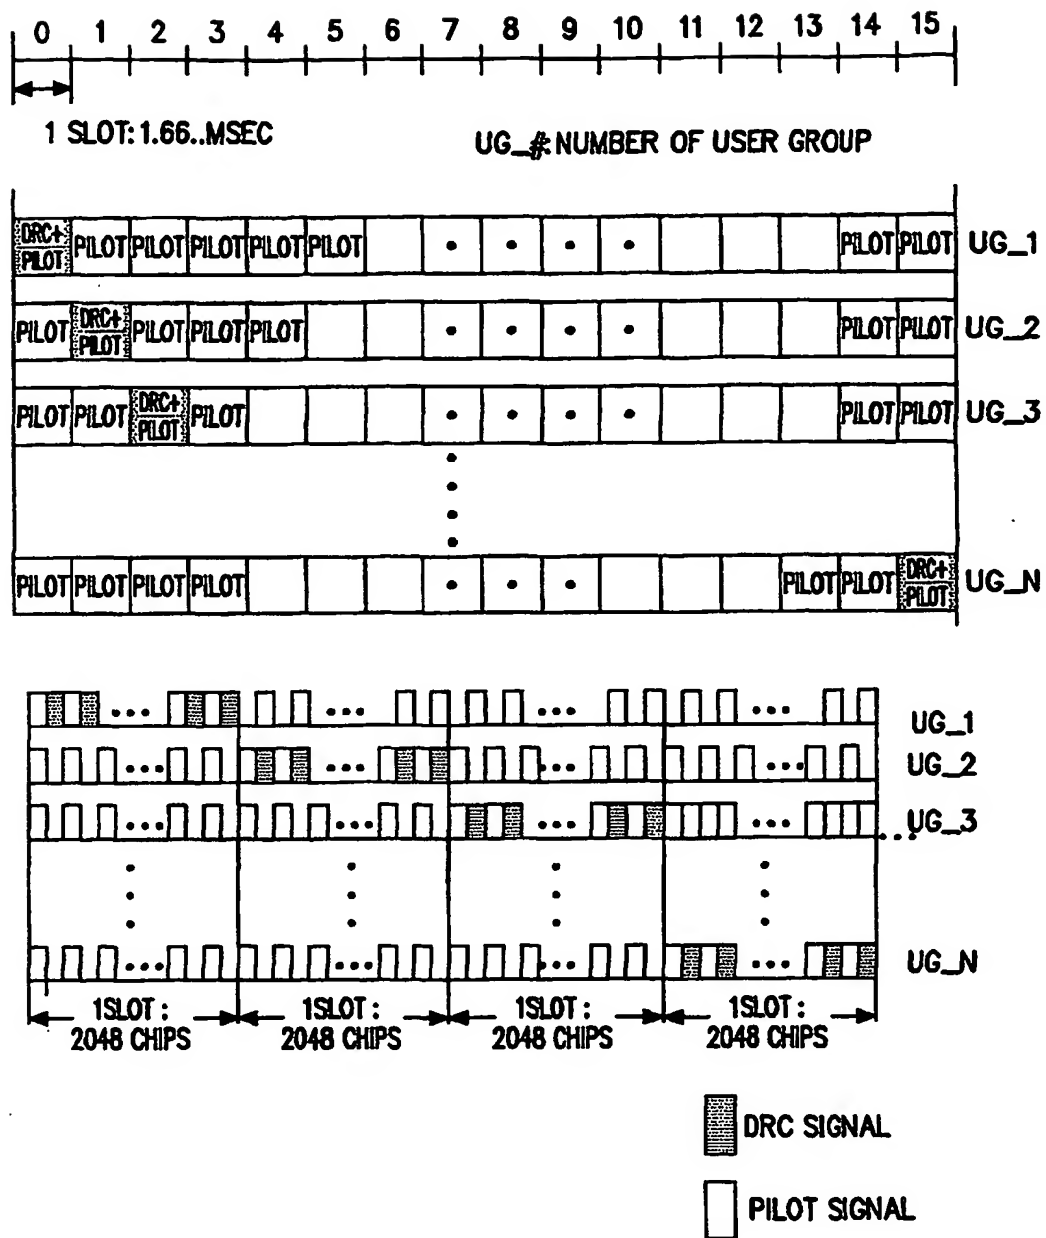 0 1 2 3 4 5 6 7 8 9 10 11 12 13 14 15
1 SLOT: 1.66..MSEC
UG_#: NUMBER OF USER GROUP
DRC+ PILOT PILOT PILOT PILOT PILOT PILOT • • • • PILOT PILOT UG_1
PILOT DRC+ PILOT PILOT PILOT PILOT • • • • PILOT PILOT UG_2
PILOT PILOT DRC+ PILOT PILOT • • • • PILOT PILOT UG_3
PILOT PILOT PILOT PILOT • • • PILOT PILOT DRC+ PILOT UG_N
UG_1
UG_2
UG_3
UG_N
1SLOT: 1SLOT: 1SLOT: 1SLOT:
2048 CHIPS 2048 CHIPS 2048 CHIPS 2048 CHIPS
DRC SIGNAL
PILOT SIGNAL